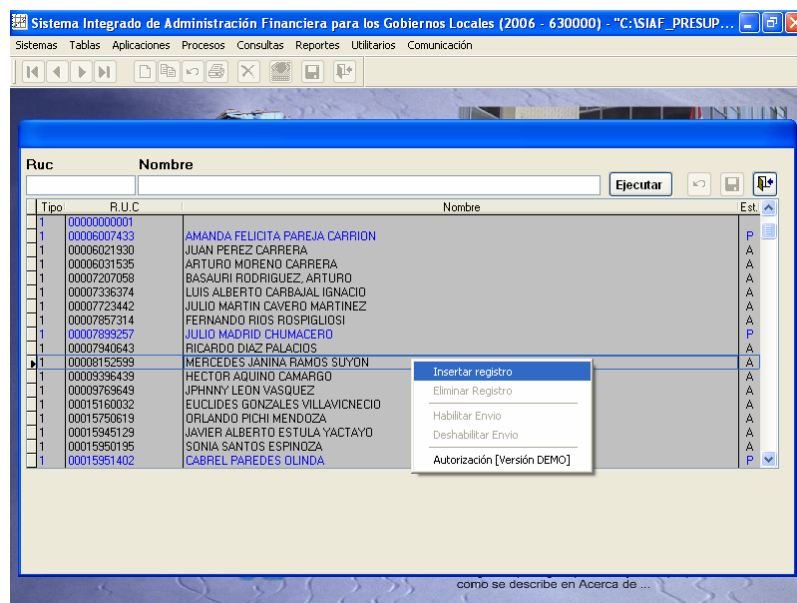 Sistema Integrado de Administración Financiera para los Gobiernos Locales (2006 - 630000) - "C:\SIAF_PRESUP...
Sistemas Tablas Aplicaciones Procesos Consultas Reportes Utilitarios Comunicación
Ruc Nombre
Ejecutar
Tipo R.U.C Nombre Est.
1 00000000001
1 00006007433 AMANDA FELICITA PAREJA CARRION P
1 00006021930 JUAN PEREZ CARRERA A
1 00006031535 ARTURO MORENO CARRERA A
1 00007207058 BASAURI RODRIGUEZ, ARTURO A
1 00007336374 LUIS ALBERTO CARBAJAL IGNACIO A
1 00007723442 JULIO MARTIN CAVERO MARTINEZ A
1 00007857314 FERNANDO RIOS ROSPIGLIOSI A
1 00007899257 JULIO MADRID CHUMACERO P
1 00007940643 RICARDO DIAZ PALACIOS A
1 00008152599 MERCEDES JANINA RAMOS SUYON A
1 00009396439 HECTOR AQUINO CAMARGO A
1 00009769649 JPHNNY LEON VASQUEZ A
1 00015160032 EUCLIDES GONZALES VILLAVICNECIO A
1 00015750619 ORLANDO PICHI MENDOZA A
1 00015945129 JAVIER ALBERTO ESTULA YACTAYO A
1 00015950195 SONIA SANTOS ESPINOZA A
1 00015951402 CABREL PAREDES OLINDA P
Insertar registro
Eliminar Registro
Habilitar Envio
Deshabilitar Envio
Autorización [Versión DEMO]
como se describe en Acerca de ...